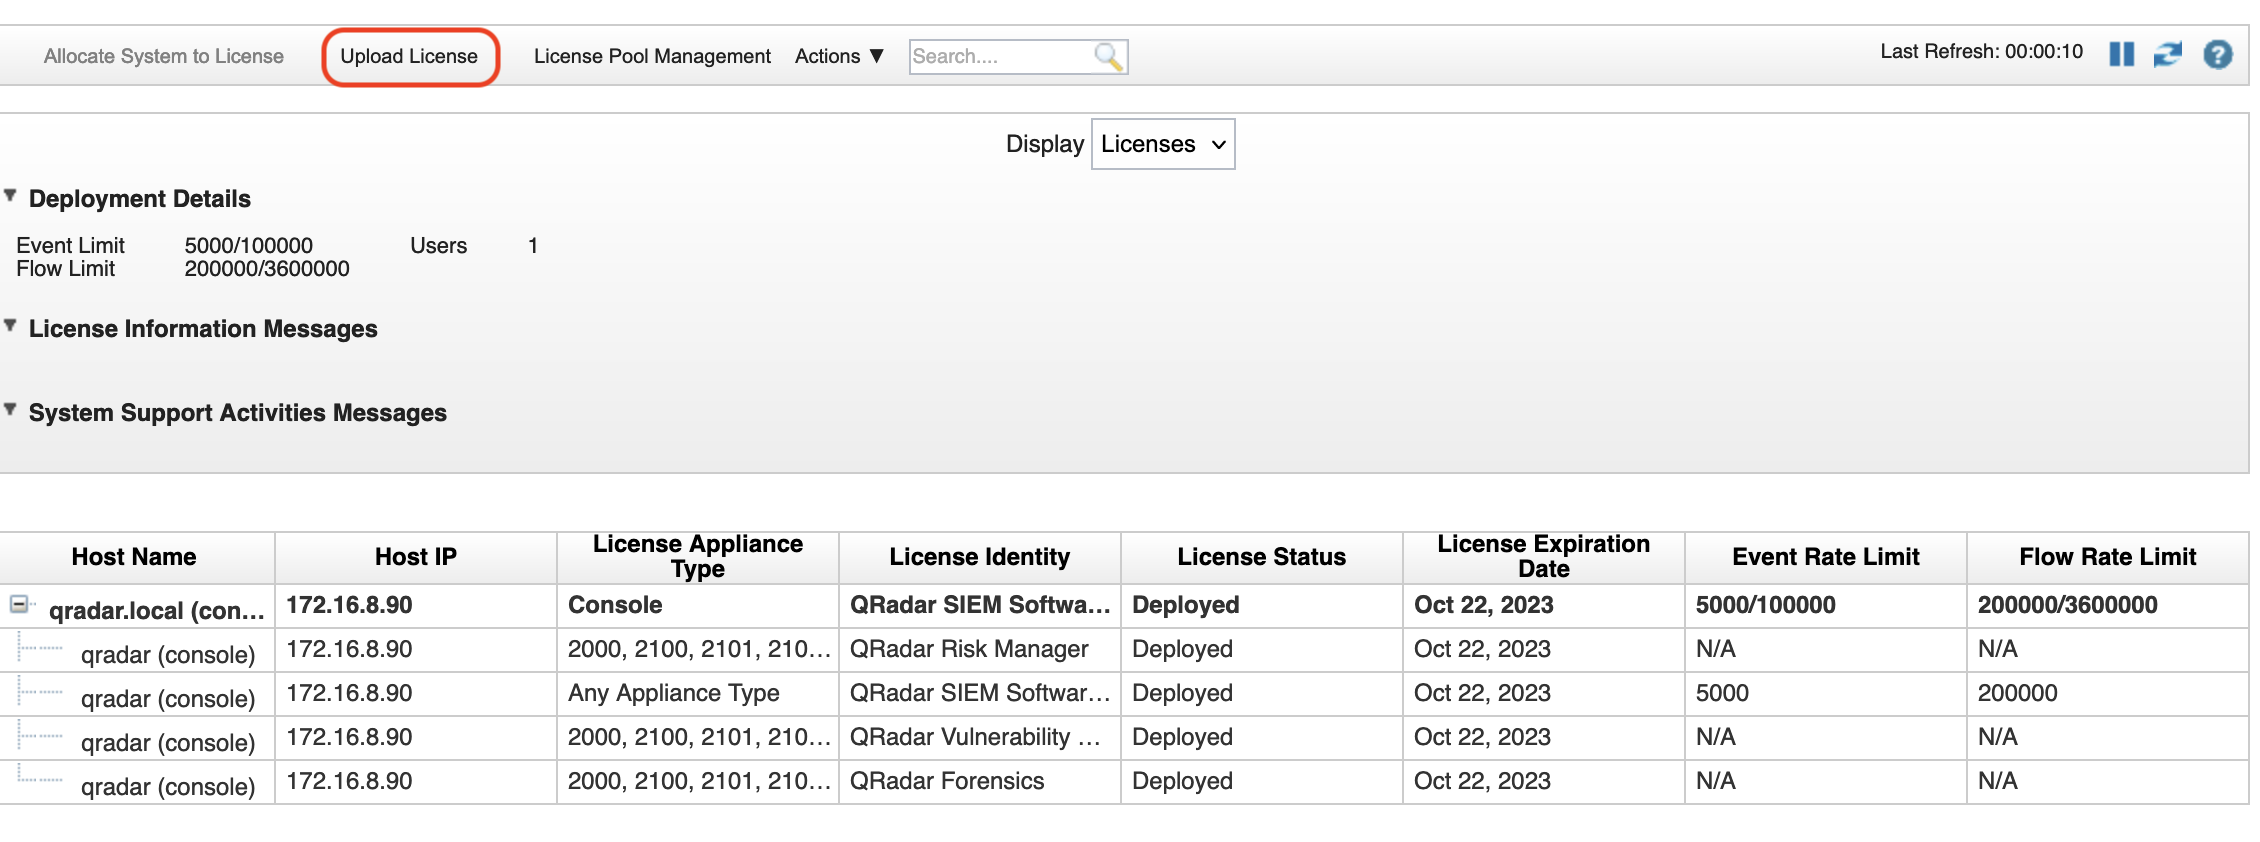 Allocate System to License Upload License License Pool Management Actions ▼ Search.... Last Refresh: 00:00:10 ?
Display Licenses
Deployment Details
Event Limit 5000/100000 Users 1
Flow Limit 200000/3600000
License Information Messages
System Support Activities Messages
Host Name Host IP License Appliance Type License Identity License Status License Expiration Date Event Rate Limit Flow Rate Limit
qradar.local (con... 172.16.8.90 Console QRadar SIEM Softwa... Deployed Oct 22, 2023 5000/100000 200000/3600000
qradar (console) 172.16.8.90 2000, 2100, 2101, 210... QRadar Risk Manager Deployed Oct 22, 2023 N/A N/A
qradar (console) 172.16.8.90 Any Appliance Type QRadar SIEM Softwar... Deployed Oct 22, 2023 5000 200000
qradar (console) 172.16.8.90 2000, 2100, 2101, 210... QRadar Vulnerability ... Deployed Oct 22, 2023 N/A N/A
qradar (console) 172.16.8.90 2000, 2100, 2101, 210... QRadar Forensics Deployed Oct 22, 2023 N/A N/A